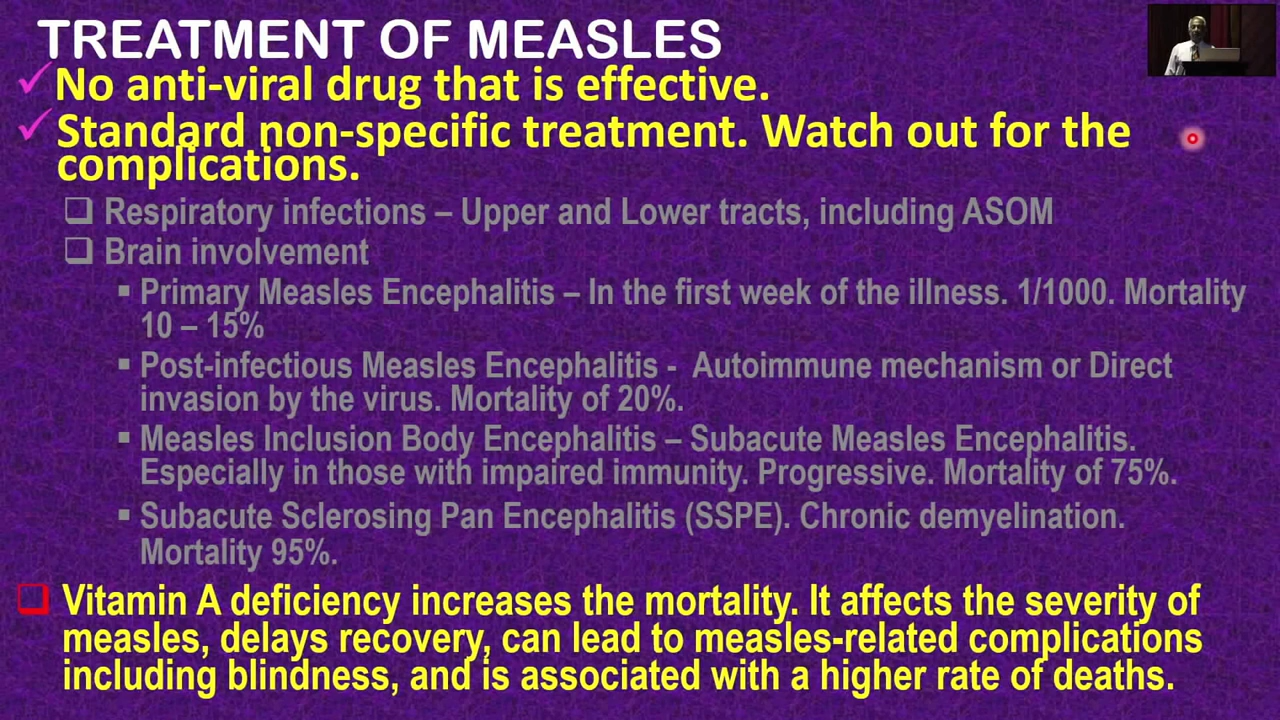 TREATMENT OF MEASLES
No anti-viral drug that is effective.
Standard non-specific treatment. Watch out for the
complications.
Respiratory infections – Upper and Lower tracts, including ASOM
Brain involvement
Primary Measles Encephalitis – In the first week of the illness. 1/1000. Mortality
10 – 15%
Post-infectious Measles Encephalitis - Autoimmune mechanism or Direct
invasion by the virus. Mortality of 20%.
Measles Inclusion Body Encephalitis – Subacute Measles Encephalitis.
Especially in those with impaired immunity. Progressive. Mortality of 75%.
Subacute Sclerosing Pan Encephalitis (SSPE). Chronic demyelination.
Mortality 95%.
Vitamin A deficiency increases the mortality. It affects the severity of
measles, delays recovery, can lead to measles-related complications
including blindness, and is associated with a higher rate of deaths.